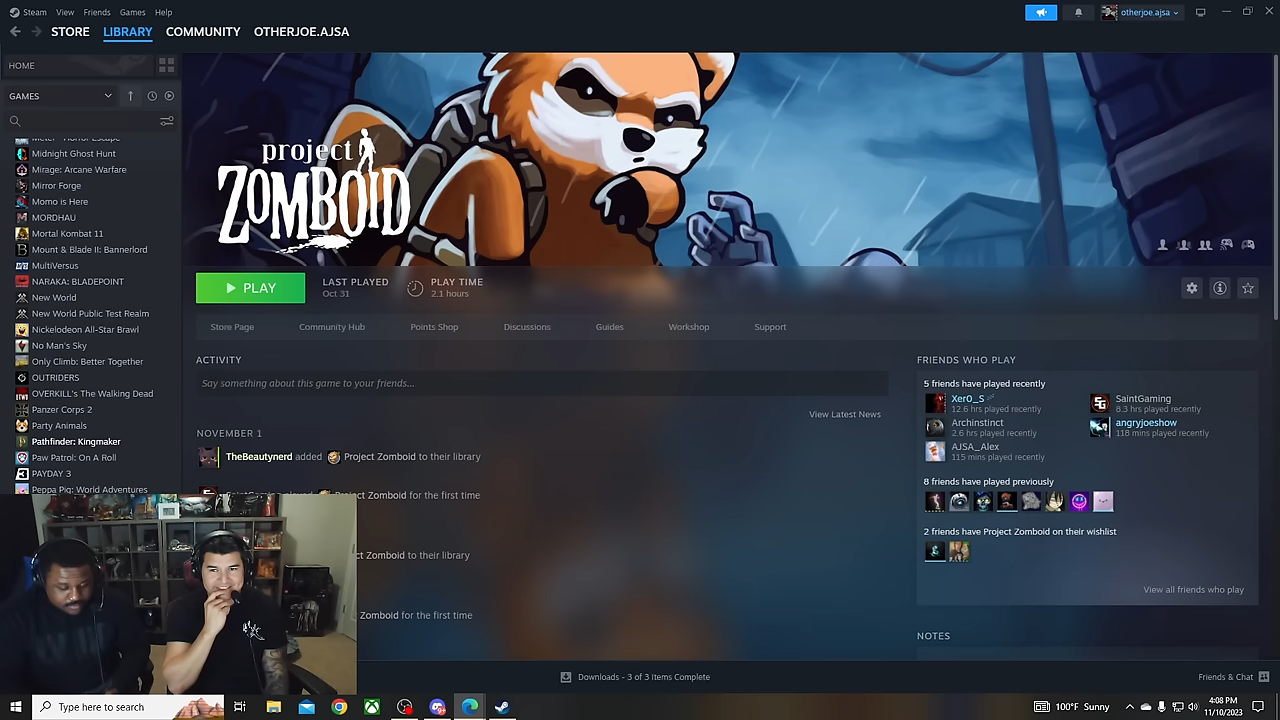 Steam View Friends Games Help
otherjoe.ajsa
STORE LIBRARY COMMUNITY OTHERJOE.AJSA
HOME
GAMES
Midnight Ghost Hunt
Mirage: Arcane Warfare
Mirror Forge
Momo is Here
MORDHAU
Mortal Kombat 11
Mount & Blade II: Bannerlord
MultiVersus
NARAKA: BLADEPOINT
New World
New World Public Test Realm
Nickelodeon All-Star Brawl
No Man's Sky
Only Climb: Better Together
OUTRIDERS
OVERKILL's The Walking Dead
Panzer Corps 2
Party Animals
Pathfinder: Kingmaker
Paw Patrol: On A Roll
PAYDAY 3
Peppa Pig: World Adventures
project
ZOMBOID
PLAY
LAST PLAYED
Oct 31
PLAY TIME
2.1 hours
Store Page Community Hub Points Shop Discussions Guides Workshop Support
ACTIVITY
Say something about this game to your friends...
View Latest News
NOVEMBER 1
TheBeautynerd added Project Zomboid to their library
Project Zomboid for the first time
ct Zomboid to their library
Zomboid for the first time
FRIENDS WHO PLAY
5 friends have played recently
Xer0_S
12.6 hrs played recently
SaintGaming
8.3 hrs played recently
Archinstinct
2.6 hrs played recently
angryjoeshow
118 mins played recently
AJSA_Alex
115 mins played recently
8 friends have played previously
2 friends have Project Zomboid on their wishlist
View all friends who play
NOTES
Downloads - 3 of 3 Items Complete
Friends & Chat
Type here to search
100°F Sunny
4:08 PM
11/10/2023